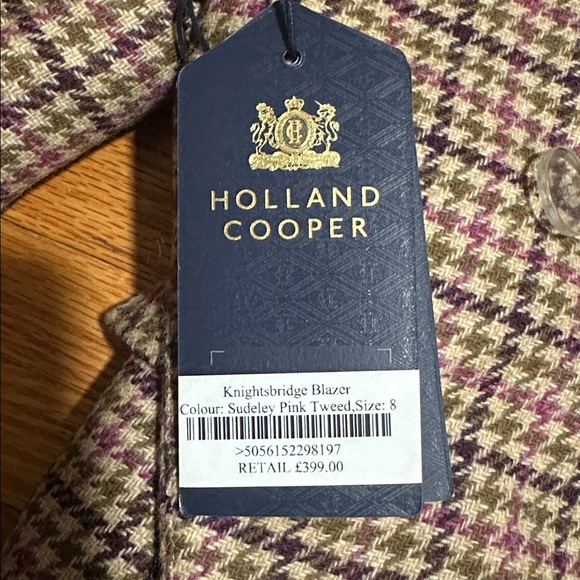 HOLLAND
COOPER
Knightsbridge Blazer
Colour: Sudeley Pink Tweed,Size: 8
>5056152298197
RETAIL £399.00